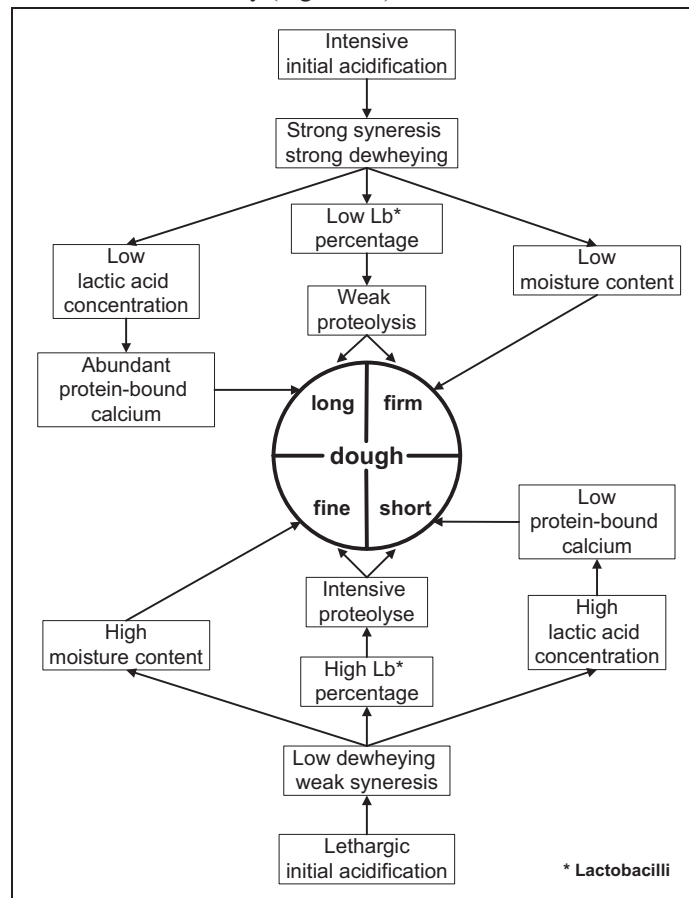 Intensive
initial acidification
Strong syneresis
strong dewheying
Low Lb*
percentage
Low
lactic acid
concentration
Low
moisture content
Weak
proteolysis
Abundant
protein-bound
calcium
long
firm
dough
fine
short
Low
protein-bound
calcium
Intensive
proteolyse
High
moisture content
High
lactic acid
concentration
High Lb*
percentage
Low dewheying
weak syneresis
Lethargic
initial acidification
* Lactobacilli